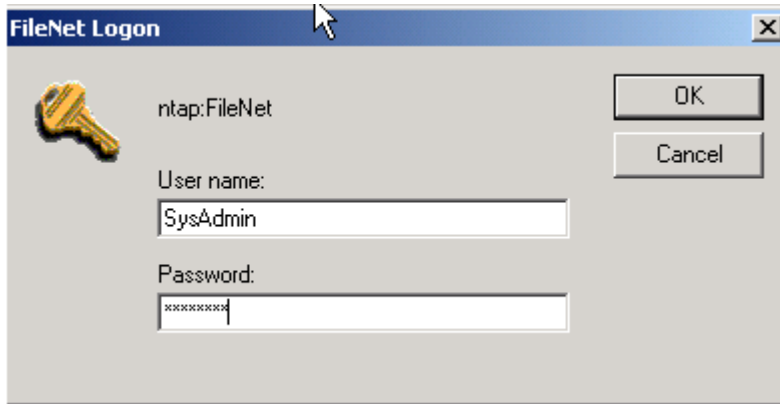 FileNet Logon
ntap:FileNet
OK
Cancel
User name:
SysAdmin
Password:
××××××××